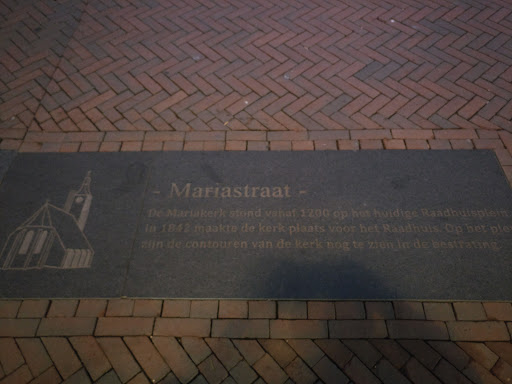 - Mariastraat -
De Mariakerk stond vanaf 1200 op het huidige Raadhuisplein.
In 1842 maakte de kerk plaats voor het Raadhuis. Op het plein
zijn de contouren van de kerk nog te zien in de bestrating.